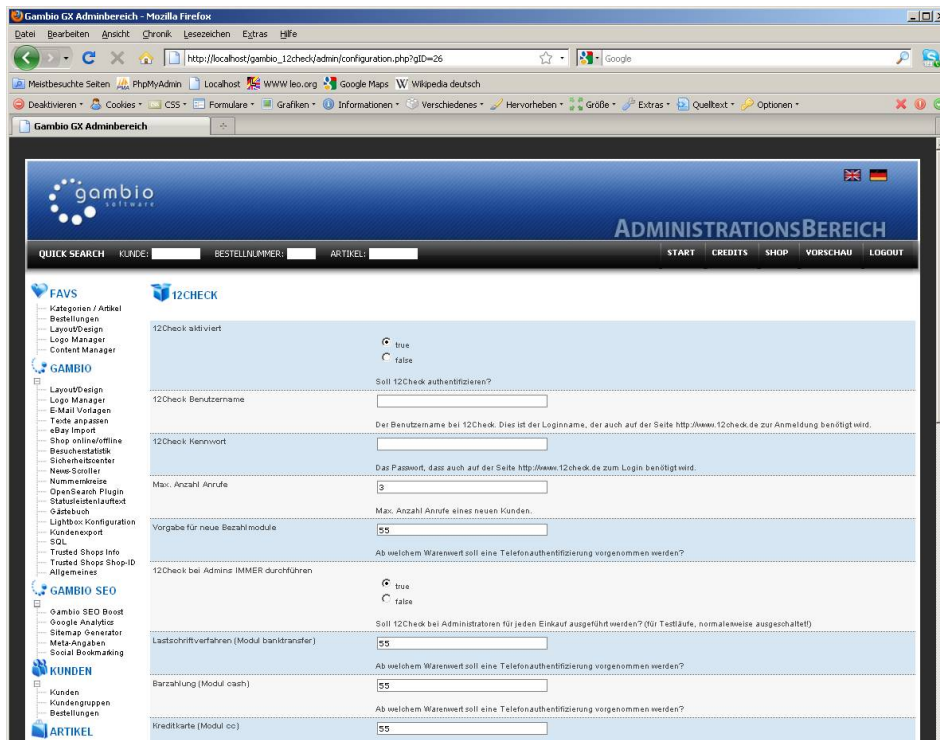 Gambio GX Adminbereich - Mozilla Firefox
Datei Bearbeiten Ansicht Chronik Lesezeichen Extras Hilfe
http://localhost/gambio_12check/admin/configuration.php?gID=26
Google
Meistbesuchte Seiten PhpMyAdmin Localhost WWW leo.org Google Maps W Wikipedia deutsch
Deaktivieren Cookies CSS Formulare Grafiken Informationen Verschiedenes Hervorheben Größe Extras Quelltext Optionen
Gambio GX Adminbereich
gambio
software
ADMINISTRATIONSBEREICH
QUICK SEARCH KUNDE: BESTELLNUMMER: ARTIKEL: START CREDITS SHOP VORSCHAU LOGOUT
FAVS
Kategorien / Artikel
Bestellungen
Layout/Design
Logo Manager
Content Manager
GAMBIO
Layout/Design
Logo Manager
E-Mail Vorlagen
Texte anpassen
eBay Import
Shop online/offline
Besucherstatistik
Sicherheitscenter
News-Scroller
Nummernkreise
OpenSearch Plugin
Statusleistenlauftext
Gästebuch
Lightbox Konfiguration
Kundenexport
SQL
Trusted Shops Info
Trusted Shops Shop-ID
Allgemeines
GAMBIO SEO
Gambio SEO Boost
Google Analytics
Sitemap Generator
Meta-Angaben
Social Bookmarking
KUNDEN
Kunden
Kundengruppen
Bestellungen
ARTIKEL
12CHECK
12Check aktiviert
true
false
Soll 12Check authentifizieren?
12Check Benutzername
Der Benutzername bei 12Check. Dies ist der Loginname, der auch auf der Seite http://www.12check.de zur Anmeldung benötigt wird.
12Check Kennwort
Das Passwort, dass auch auf der Seite http://www.12check.de zum Login benötigt wird.
Max. Anzahl Anrufe
3
Max. Anzahl Anrufe eines neuen Kunden.
Vorgabe für neue Bezahlmodule
55
Ab welchem Warenwert soll eine Telefonauthentifizierung vorgenommen werden?
12Check bei Admins IMMER durchführen
true
false
Soll 12Check bei Administratoren für jeden Einkauf ausgeführt werden? (für Testläufe, normalerweise ausgeschaltet!)
Lastschriftverfahren (Modul banktransfer)
55
Ab welchem Warenwert soll eine Telefonauthentifizierung vorgenommen werden?
Barzahlung (Modul cash)
55
Ab welchem Warenwert soll eine Telefonauthentifizierung vorgenommen werden?
Kreditkarte (Modul cc)
55